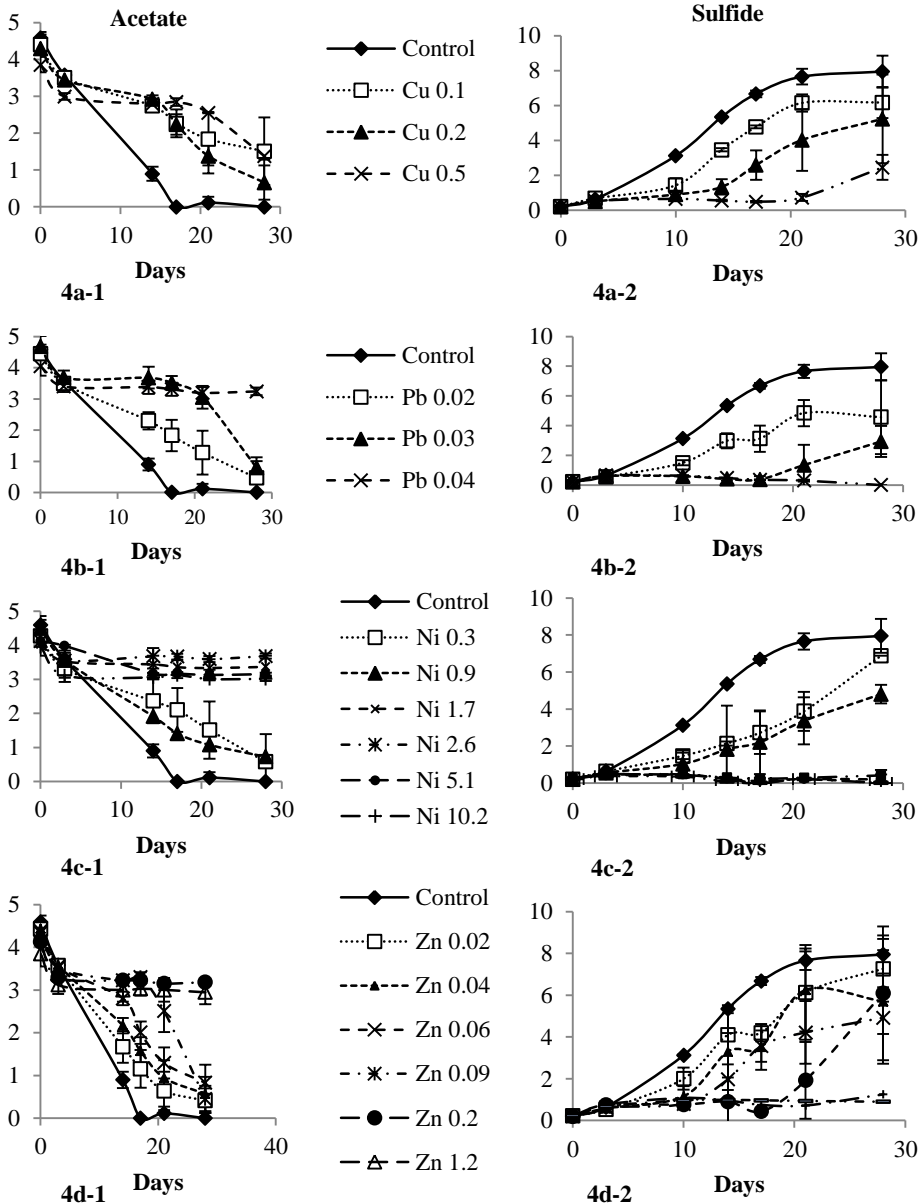 Acetate
5
4
3
2
1
0
0 10 20 30
Days
4a-1
Control
Cu 0.1
Cu 0.2
Cu 0.5
Sulfide
10
8
6
4
2
0
0 10 20 30
Days
4a-2
5
4
3
2
1
0
0 10 20 30
Days
4b-1
Control
Pb 0.02
Pb 0.03
Pb 0.04
10
8
6
4
2
0
0 10 20 30
Days
4b-2
5
4
3
2
1
0
0 10 20 30
Days
4c-1
Control
Ni 0.3
Ni 0.9
Ni 1.7
Ni 2.6
Ni 5.1
Ni 10.2
10
8
6
4
2
0
0 10 20 30
Days
4c-2
5
4
3
2
1
0
0 20 40
Days
4d-1
Control
Zn 0.02
Zn 0.04
Zn 0.06
Zn 0.09
Zn 0.2
Zn 1.2
10
8
6
4
2
0
0 10 20 30
Days
4d-2